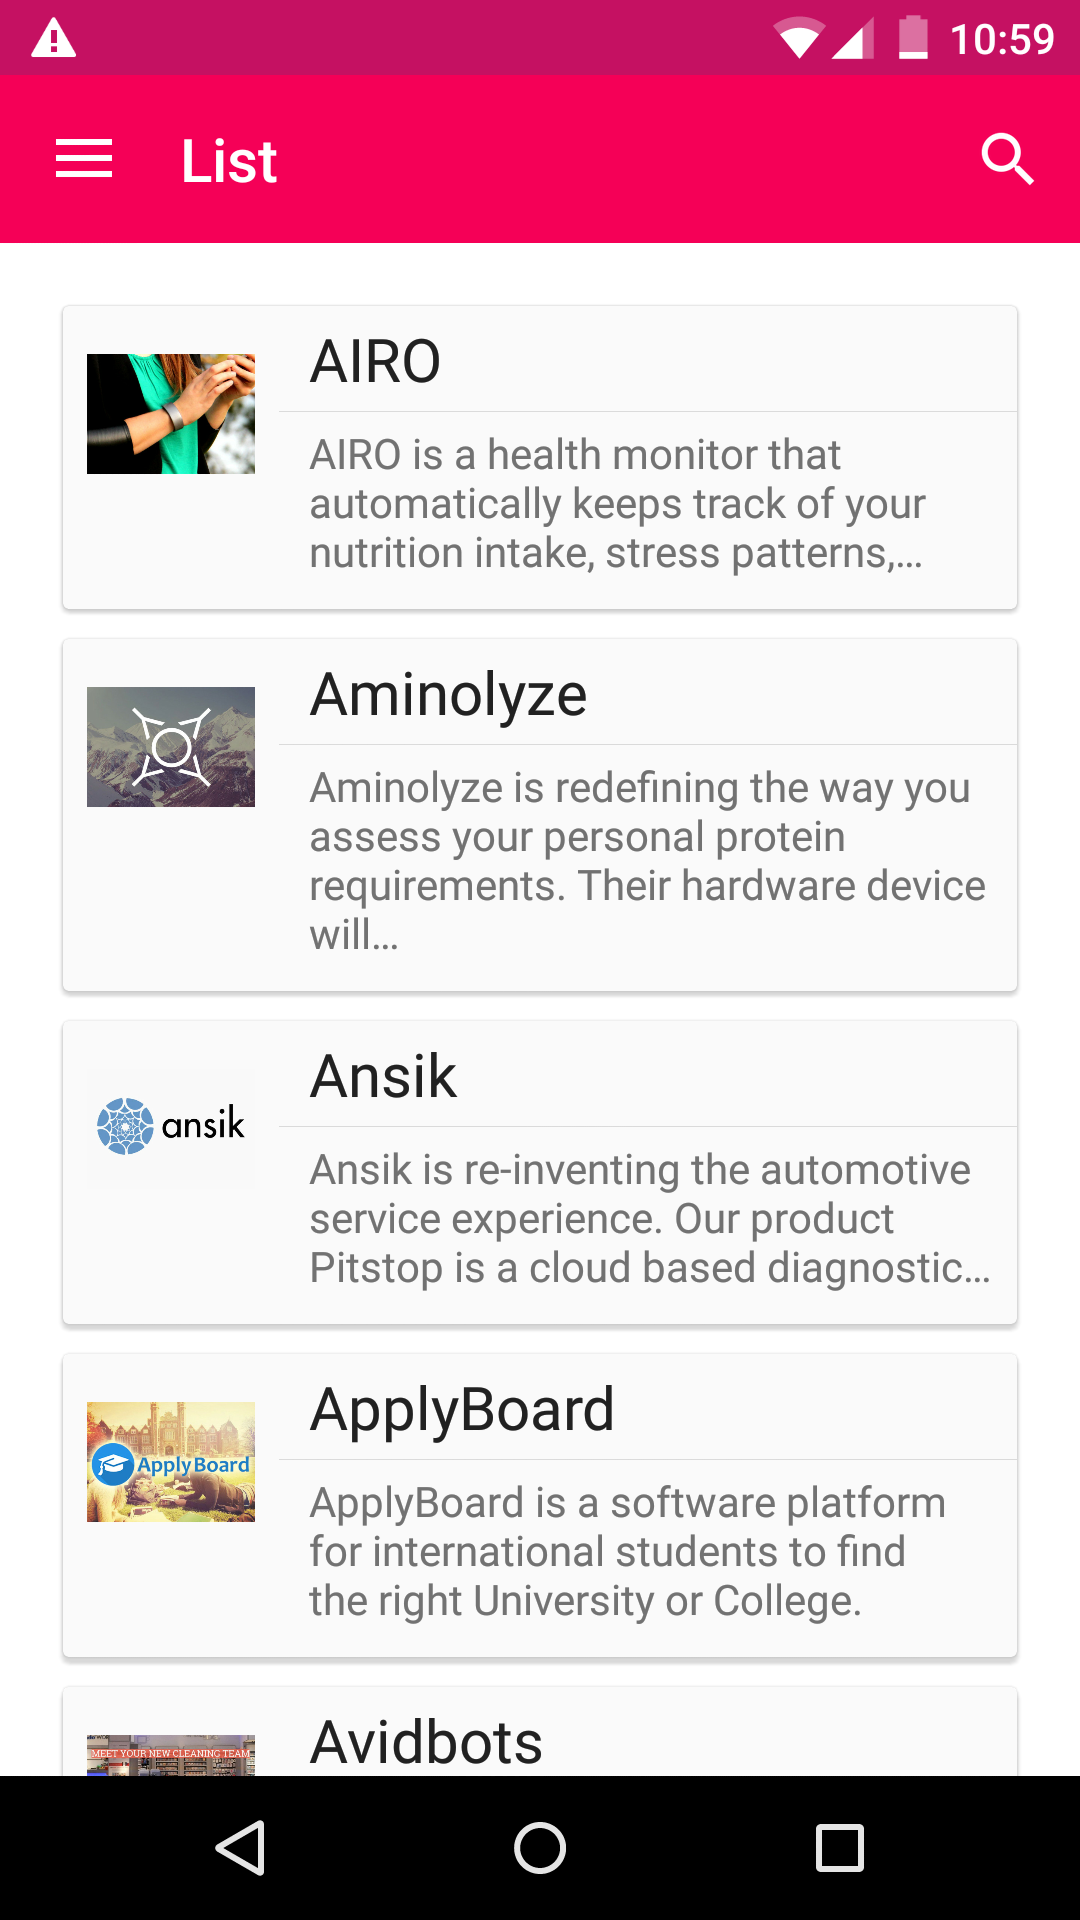 10:59
List
AIRO
AIRO is a health monitor that
automatically keeps track of your
nutrition intake, stress patterns,...
Aminolyze
Aminolyze is redefining the way you
assess your personal protein
requirements. Their hardware device
will...
ansik
Ansik
Ansik is re-inventing the automotive
service experience. Our product
Pitstop is a cloud based diagnostic...
ApplyBoard
ApplyBoard
ApplyBoard is a software platform
for international students to find
the right University or College.
Avidbots
MEET YOUR NEW CLEANING TEAM